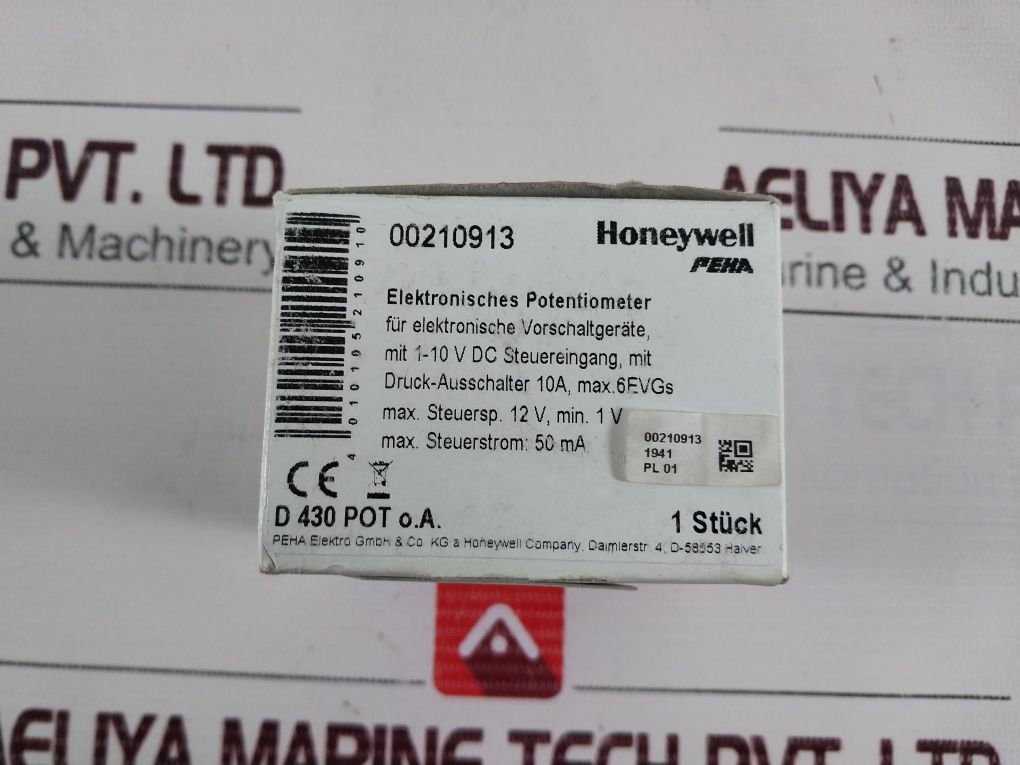 PVT. LTD
& Machinery
AELIYA MA
arine & Indu
00210913
Honeywell
PEHA
4 010105 210910
Elektronisches Potentiometer
für elektronische Vorschaltgeräte,
mit 1-10 V DC Steuereingang, mit
Druck-Ausschalter 10A, max.6EVGs
max. Steuersp. 12 V, min. 1 V
max. Steuerstrom: 50 mA
00210913
1941
PL 01
CE
D 430 POT o.A.
1 Stück
PEHA Elektro GmbH & Co. KG a Honeywell Company, Daimlerstr. 4, D-58553 Halver
AELIYA MARINE TECH PVT. LTD